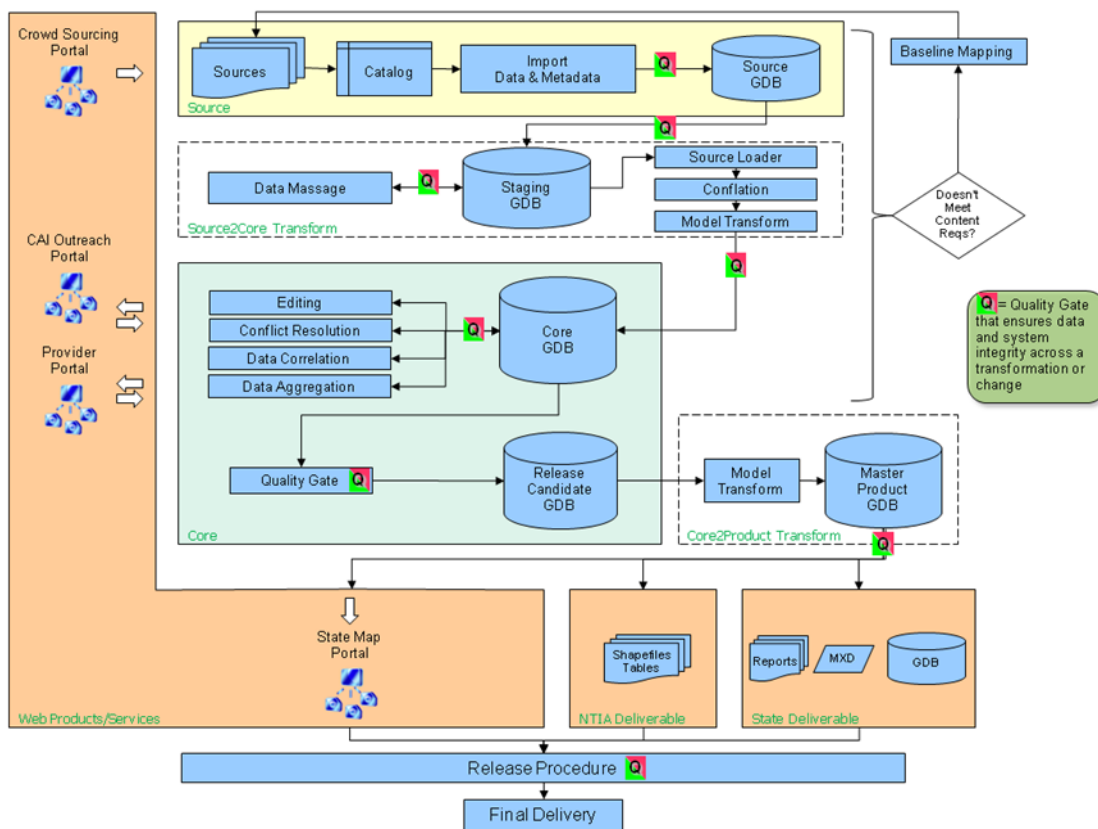 Crowd Sourcing
Portal
Sources
Catalog
Import
Data & Metadata
Q
Source
GDB
Source
Baseline Mapping
Q
Data Massage
Q
Staging
GDB
Source Loader
Conflation
Model Transform
Source2Core Transform
Doesn't
Meet
Content
Reqs?
Q
CAI Outreach
Portal
Provider
Portal
Editing
Conflict Resolution
Data Correlation
Data Aggregation
Q
Core
GDB
Q = Quality Gate
that ensures data
and system
integrity across a
transformation or
change
Quality Gate Q
Release
Candidate
GDB
Core
Model
Transform
Master
Product
GDB
Core2Product Transform
Q
State Map
Portal
Web Products/Services
Shapefiles
Tables
NTIA Deliverable
Reports
MXD
GDB
State Deliverable
Release Procedure Q
Final Delivery